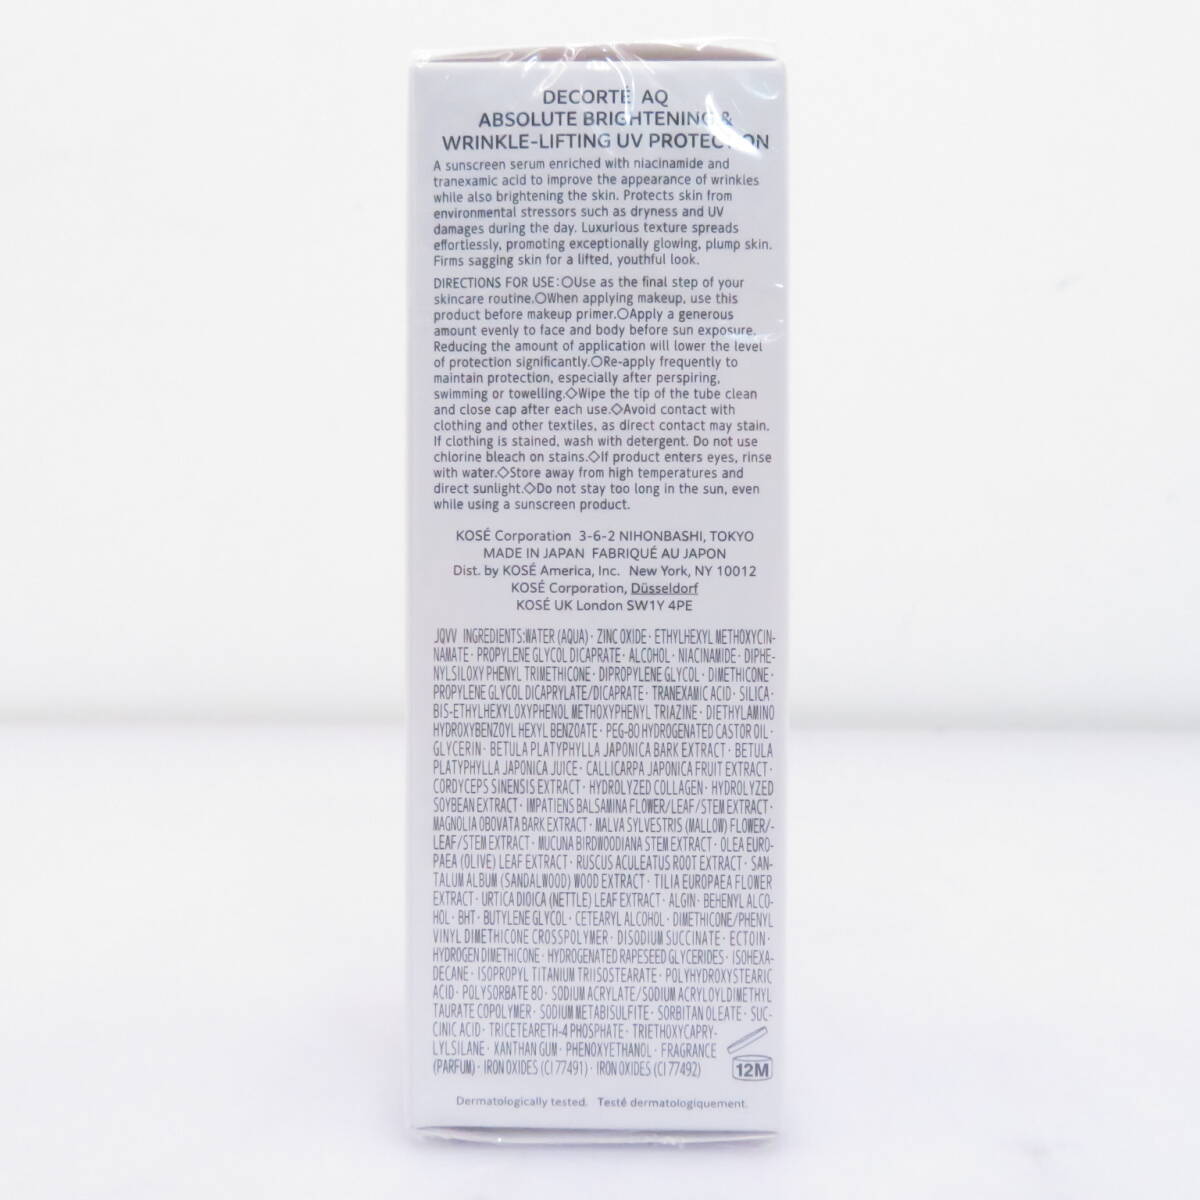 DECORTÉ AQ
ABSOLUTE BRIGHTENING &
WRINKLE-LIFTING UV PROTECTION
A sunscreen serum enriched with niacinamide and
tranexamic acid to improve the appearance of wrinkles
while also brightening the skin. Protects skin from
environmental stressors such as dryness and UV
damages during the day. Luxurious texture spreads
effortlessly, promoting exceptionally glowing, plump skin.
Firms sagging skin for a lifted, youthful look.
DIRECTIONS FOR USE:○Use as the final step of your
skincare routine.○When applying makeup, use this
product before makeup primer.○Apply a generous
amount evenly to face and body before sun exposure.
Reducing the amount of application will lower the level
of protection significantly.○Re-apply frequently to
maintain protection, especially after perspiring,
swimming or towelling.◇Wipe the tip of the tube clean
and close cap after each use.◇Avoid contact with
clothing and other textiles, as direct contact may stain.
If clothing is stained, wash with detergent. Do not use
chlorine bleach on stains.◇If product enters eyes, rinse
with water.◇Store away from high temperatures and
direct sunlight.◇Do not stay too long in the sun, even
while using a sunscreen product.
KOSÉ Corporation 3-6-2 NIHONBASHI, TOKYO
MADE IN JAPAN FABRIQUÉ AU JAPON
Dist. by KOSÉ America, Inc. New York, NY 10012
KOSÉ Corporation, Düsseldorf
KOSÉ UK London SW1Y 4PE
JQVV INGREDIENTS:WATER (AQUA)· ZINC OXIDE· ETHYLHEXYL METHOXYCIN-
NAMATE· PROPYLENE GLYCOL DICAPRATE· ALCOHOL· NIACINAMIDE· DIPHE-
NYLSILOXY PHENYL TRIMETHICONE· DIPROPYLENE GLYCOL· DIMETHICONE·
PROPYLENE GLYCOL DICAPRYLATE/DICAPRATE· TRANEXAMIC ACID· SILICA·
BIS-ETHYLHEXYLOXYPHENOL METHOXYPHENYL TRIAZINE· DIETHYLAMINO
HYDROXYBENZOYL HEXYL BENZOATE· PEG-80 HYDROGENATED CASTOR OIL·
GLYCERIN· BETULA PLATYPHYLLA JAPONICA BARK EXTRACT· BETULA
PLATYPHYLLA JAPONICA JUICE· CALLICARPA JAPONICA FRUIT EXTRACT·
CORDYCEPS SINENSIS EXTRACT· HYDROLYZED COLLAGEN· HYDROLYZED
SOYBEAN EXTRACT· IMPATIENS BALSAMINA FLOWER/LEAF/STEM EXTRACT·
MAGNOLIA OBOVATA BARK EXTRACT· MALVA SYLVESTRIS (MALLOW) FLOWER/-
LEAF/STEM EXTRACT· MUCUNA BIRDWOODIANA STEM EXTRACT· OLEA EURO-
PAEA (OLIVE) LEAF EXTRACT· RUSCUS ACULEATUS ROOT EXTRACT· SAN-
TALUM ALBUM (SANDALWOOD) WOOD EXTRACT· TILIA EUROPAEA FLOWER
EXTRACT· URTICA DIOICA (NETTLE) LEAF EXTRACT· ALGIN· BEHENYL ALCO-
HOL· BHT· BUTYLENE GLYCOL· CETEARYL ALCOHOL· DIMETHICONE/PHENYL
VINYL DIMETHICONE CROSSPOLYMER· DISODIUM SUCCINATE· ECTOIN·
HYDROGEN DIMETHICONE· HYDROGENATED RAPESEED GLYCERIDES· ISOHEXA-
DECANE· ISOPROPYL TITANIUM TRIISOSTEARATE· POLYHYDROXYSTEARIC
ACID· POLYSORBATE 80· SODIUM ACRYLATE/SODIUM ACRYLOYLDIMETHYL
TAURATE COPOLYMER· SODIUM METABISULFITE· SORBITAN OLEATE· SUC-
CINIC ACID· TRICETEARETH-4 PHOSPHATE· TRIETHOXYCAPRY-
LYLSILANE· XANTHAN GUM· PHENOXYETHANOL· FRAGRANCE
(PARFUM)· IRON OXIDES (CI 77491)· IRON OXIDES (CI 77492)
12M
Dermatologically tested. Testé dermatologiquement.